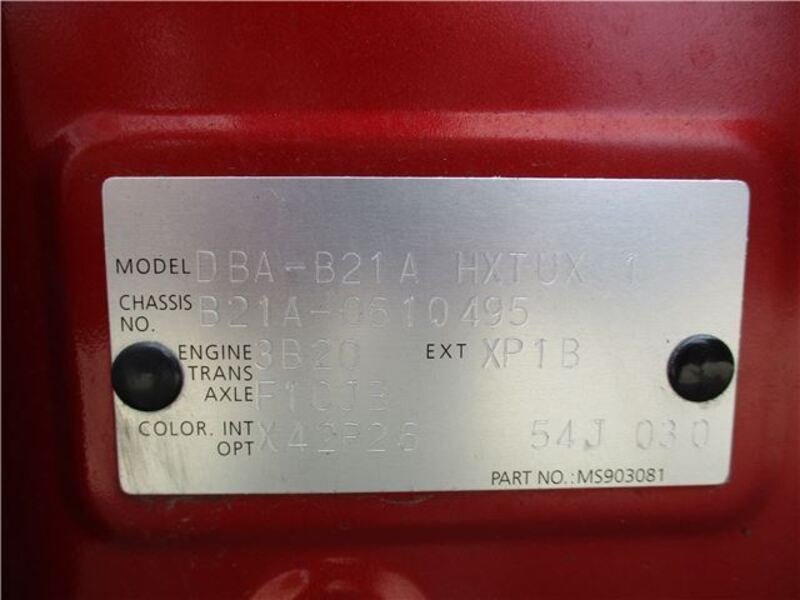 MODEL DBA-B21A HXTUX 1
CHASSIS NO. B21A-0610495
ENGINE 3B20 EXT XP1B
TRANS AXLE F1CJB
COLOR. INT OPT X42P26 54J 030
PART NO.: MS903081